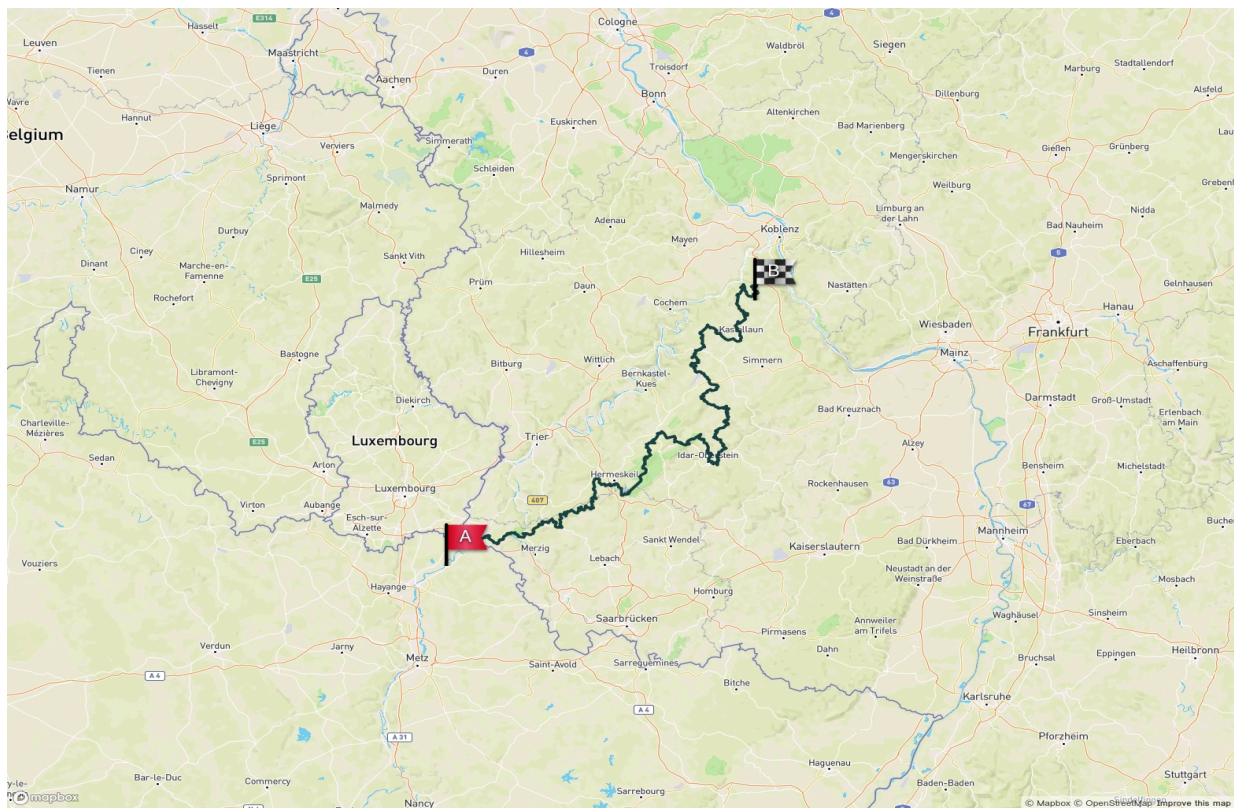 Cologne
4
E314
Hasselt
Siegen
Waldbröl
Leuven
Maastricht
4
Stadtallendorf
Troisdorf
Marburg
Tienen
Aachen
Duren
Bonn
Dillenburg
Alsfeld
Wavre
Hannut
Altenkirchen
Belgium
Liège
Euskirchen
Bad Marienberg
Verviers
Simmerath
Gießen
Grünberg
Mengerskirchen
Schleiden
Sprimont
Weilburg
Namur
Malmedy
Limburg an
der Lahn
Nidda
Adenau
Durbuy
Koblenz
Bad Nauheim
Ciney
Mayen
Hillesheim
5
Dinant
Marche-en-
Famenne
Sankt Vith
B
E25
Prüm
Daun
Nastätten
Gelnhausen
Rochefort
Cochem
Hanau
Wiesbaden
Kastellaun
Frankfurt
Bastogne
Mainz
Wittlich
Simmern
Aschaffenburg
Libramont-
Chevigny
Bitburg
Bernkastel-
Kues
Diekirch
Darmstadt
Groß-Umstadt
Bad Kreuznach
Erlenbach
am Main
Charleville-
Mézières
Trier
E25
Luxembourg
Alzey
Sedan
Idar-Oberstein
Bensheim
Michelstadt
Arlon
Hermeskeil
Rockenhausen
63
Luxembourg
407
Virton
Aubange
67
Esch-sur-
Alzette
Mannheim
A
Sankt Wendel
Bad Dürkheim
Eberbach
Merzig
Kaiserslautern
Lebach
Vouziers
Neustadt an der
Weinstraße
Hayange
Mosbach
Homburg
Waghäusel
Sinsheim
Saarbrücken
Annweiler
am Trifels
Verdun
Jarny
Pirmasens
Heilbronn
Metz
Dahn
Eppingen
Saint-Avold
Sarreguemines
Bruchsal
A 4
Bitche
Karlsruhe
A 4
A 31
Pforzheim
Haguenau
Bar-le-Duc
Commercy
Stuttgart
Baden-Baden
Sarrebourg
mapbox
Nancy
© Mapbox © OpenStreetMap Improve this map